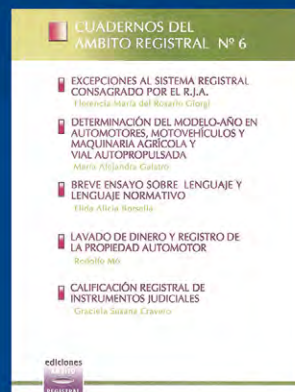 CUADERNOS DEL
AMBITO REGISTRAL Nº 6
EXCEPCIONES AL SISTEMA REGISTRAL
CONSAGRADO POR EL R.J.A.
Florencia María del Rosario Giorgi
DETERMINACIÓN DEL MODELO-AÑO EN
AUTOMOTORES, MOTOVEHÍCULOS Y
MAQUINARIA AGRÍCOLA Y
VIAL AUTOPROPULSADA
María Alejandra
BREVE ENSAYO SOBRE LENGUAJE Y
LENGUAJE NORMATIVO
Elida Alicia
LAVADO DE DINERO Y REGISTRO DE
LA PROPIEDAD AUTOMOTOR
Rodolfo Mó
CALIFICACIÓN REGISTRAL DE
INSTRUMENTOS JUDICIALES
Graciela Susana Cravero
ediciones
AMBITO
REGISTRAL